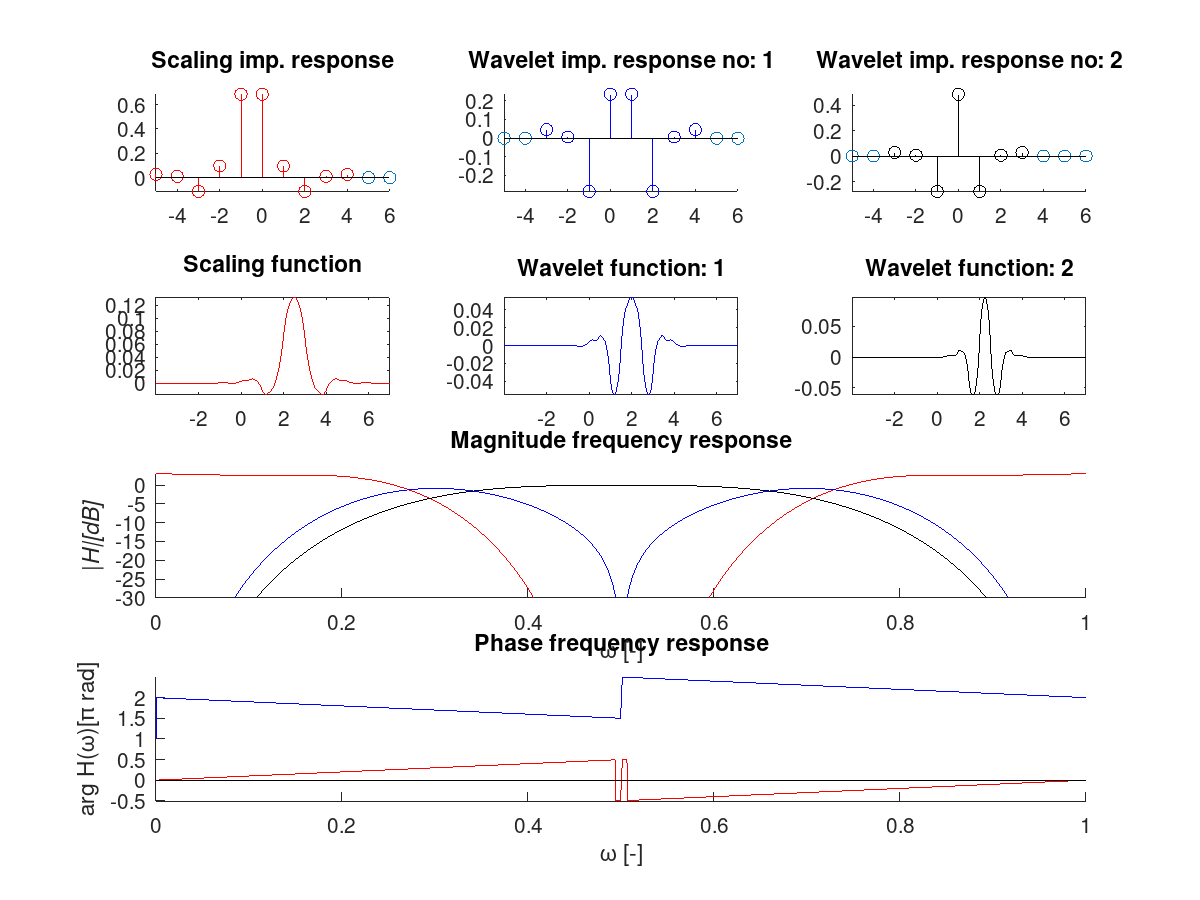 Scaling imp. response
Wavelet imp. response no: 1
Wavelet imp. response no: 2
0.6
0.4
0.2
0
-4 -2 0 2 4 6
0.2
0.1
0
-0.1
-0.2
-4 -2 0 2 4 6
0.4
0.2
0
-0.2
-4 -2 0 2 4 6
Scaling function
Wavelet function: 1
Wavelet function: 2
0.12
0.1
0.08
0.06
0.04
0.02
0
-2 0 2 4 6
0.04
0.02
0
-0.02
-0.04
-2 0 2 4 6
0.05
0
-0.05
-2 0 2 4 6
Magnitude frequency response
|H|[dB]
0
-5
-10
-15
-20
-25
-30
0 0.2 0.4 0.6 0.8 1
ω [-]
Phase frequency response
arg H(ω)[π rad]
2
1.5
1
0.5
0
-0.5
0 0.2 0.4 0.6 0.8 1
ω [-]